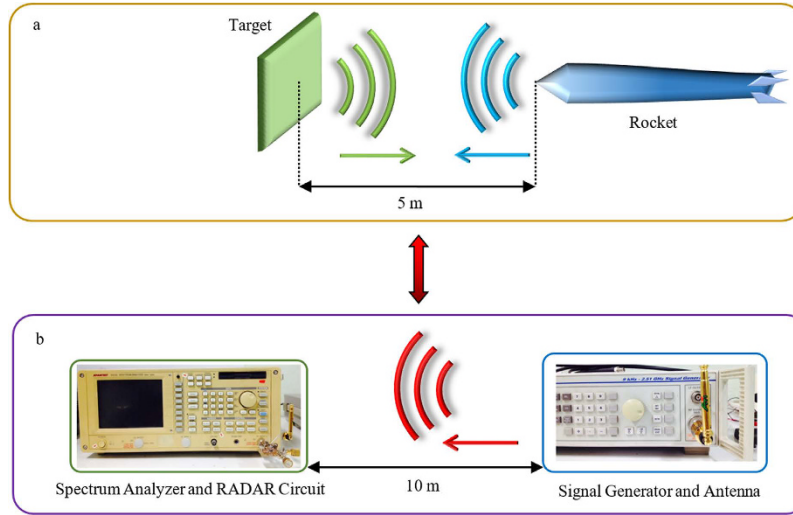 a
Target
Rocket
5 m
b
Spectrum Analyzer and RADAR Circuit
10 m
Signal Generator and Antenna